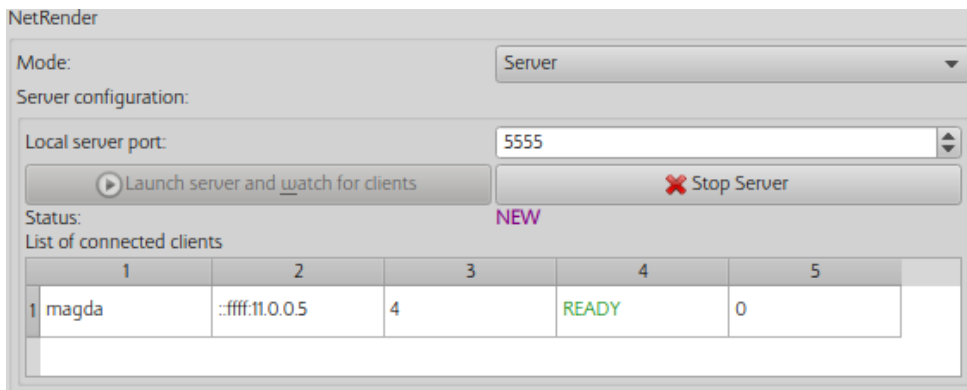 NetRender
Mode: Server
Server configuration:
Local server port: 5555
Launch server and watch for clients Stop Server
Status: NEW
List of connected clients
1 2 3 4 5
1 magda ::ffff:11.0.0.5 4 READY 0